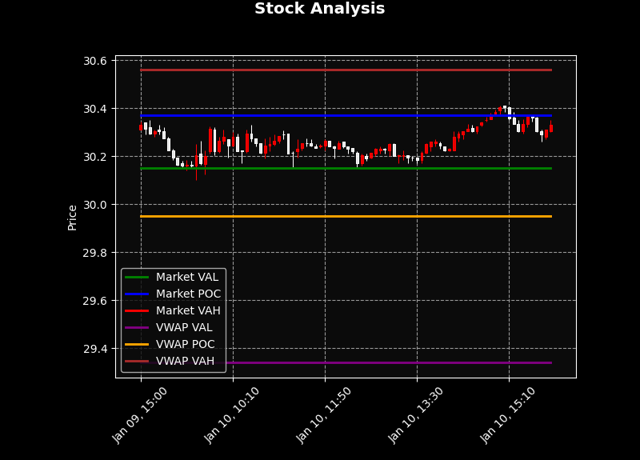 Stock Analysis
30.6
30.4
30.2
30.0
29.8
29.6
29.4
Price
Market VAL
Market POC
Market VAH
VWAP VAL
VWAP POC
VWAP VAH
Jan 09, 15:00
Jan 10, 10:10
Jan 10, 11:50
Jan 10, 13:30
Jan 10, 15:10